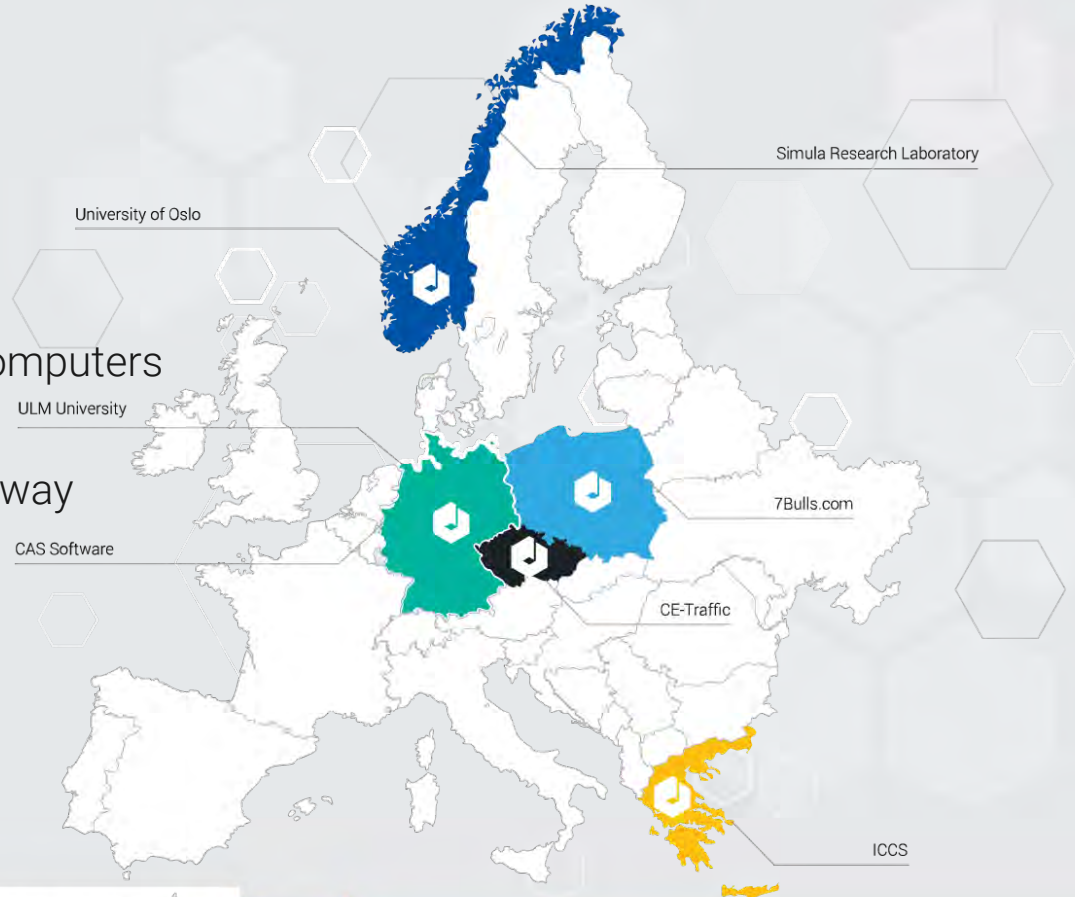 Simula Research Laboratory
University of Oslo
omputers
ULM University
way
7Bulls.com
CAS Software
CE-Traffic
ICCS